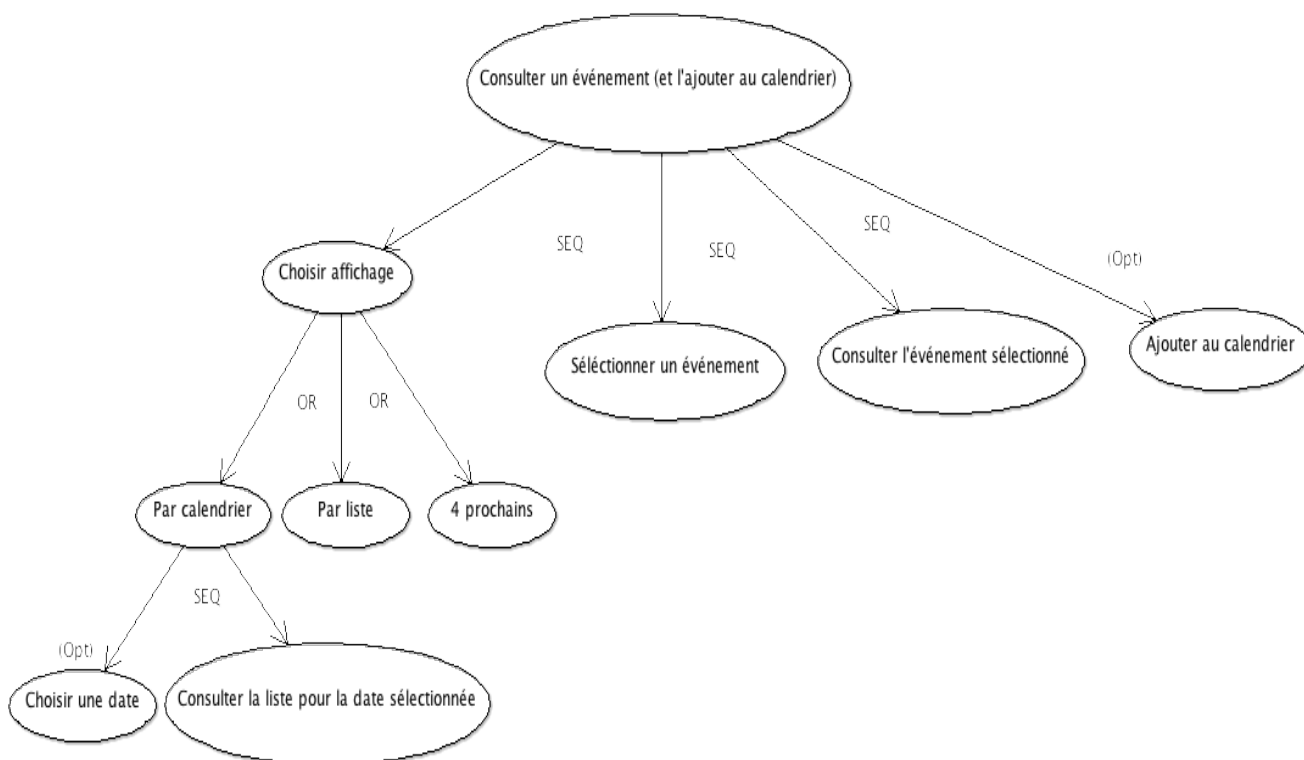 Consulter un événement (et l'ajouter au calendrier)
SEQ
SEQ
SEQ
(Opt)
Choisir affichage
Séléctionner un événement
Consulter l'événement sélectionné
Ajouter au calendrier
OR
OR
Par calendrier
Par liste
4 prochains
SEQ
(Opt)
Choisir une date
Consulter la liste pour la date sélectionnée